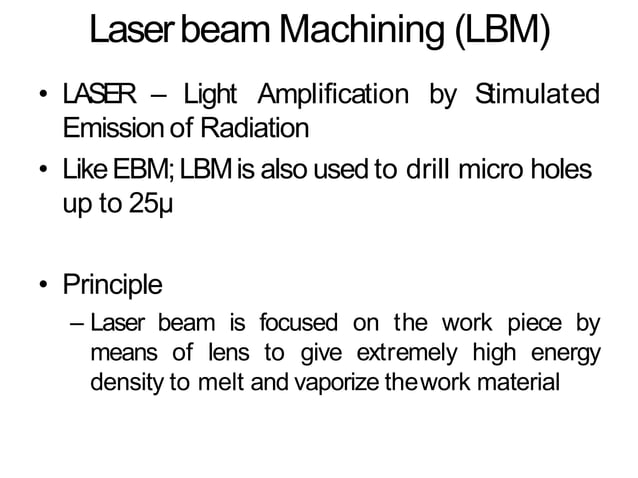 Laser beam Machining (LBM)
• LASER – Light Amplification by Stimulated
Emission of Radiation
• Like EBM; LBM is also used to drill micro holes
up to 25µ
• Principle
– Laser beam is focused on the work piece by
means of lens to give extremely high energy
density to melt and vaporize thework material